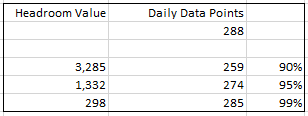 Headroom Value Daily Data Points
288
3,285 259 90%
1,332 274 95%
298 285 99%